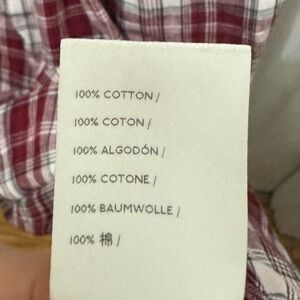 100% COTTON /
100% COTON /
100% ALGODÓN /
100% COTONE /
100% BAUMWOLLE /
100% 棉 /